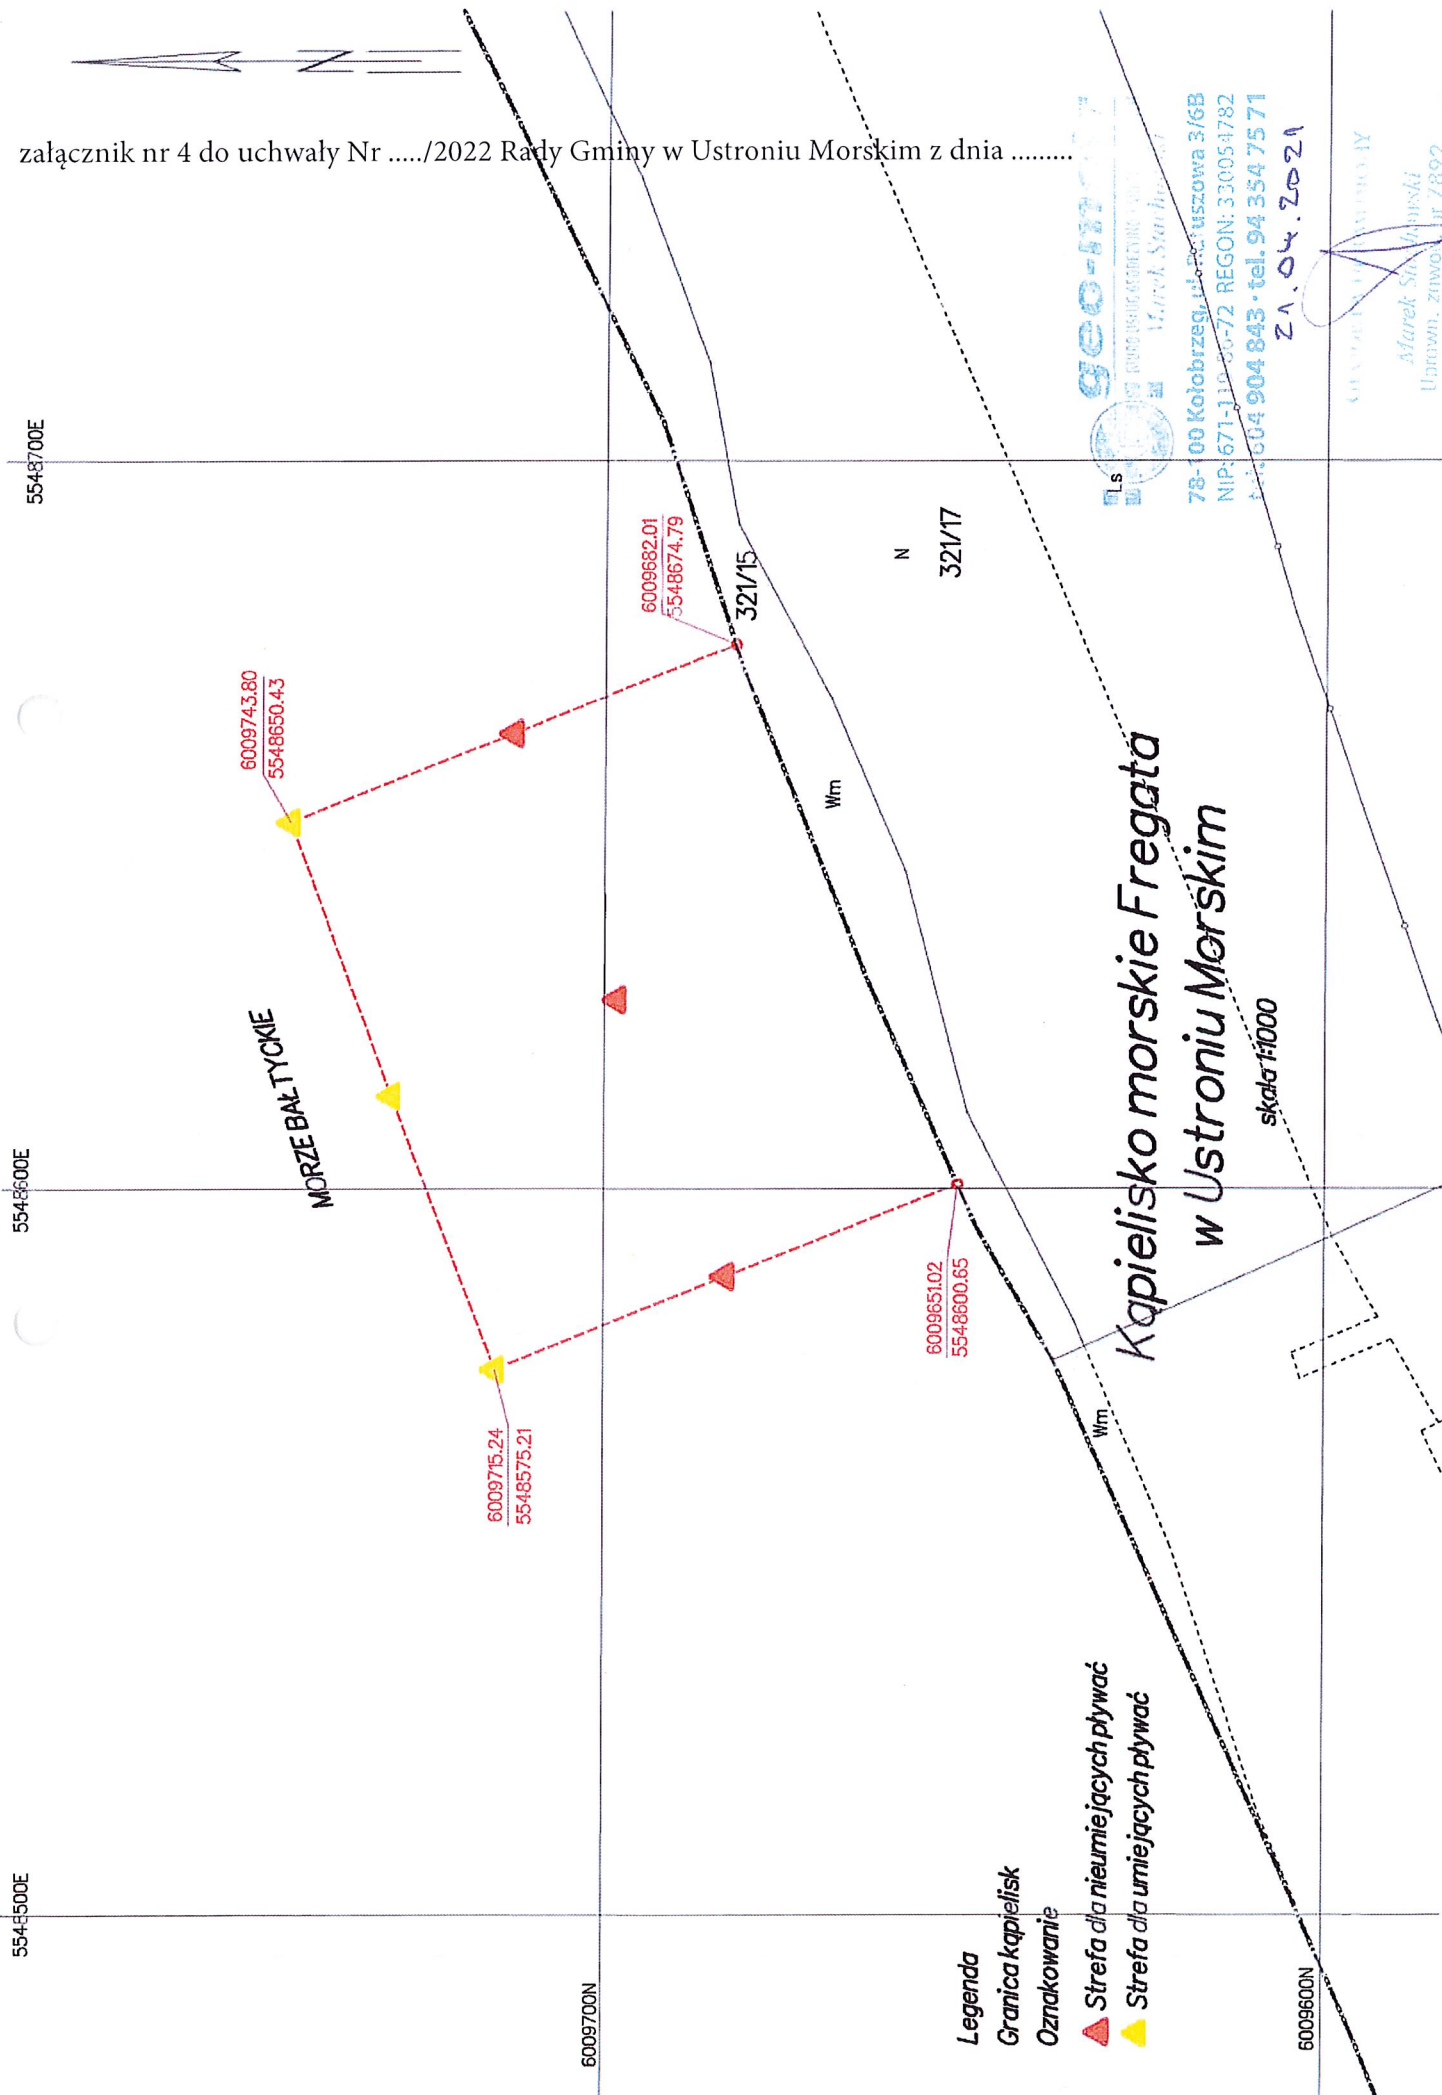 załącznik nr 4 do uchwały Nr ...../2022 Rady Gminy w Ustroniu Morskim z dnia .........
5548500E
5548600E
5548700E
N
MORZE BAŁTYCKIE
6009743.80
5548650.43
6009715.24
5548575.21
6009682.01
5548674.79
6009651.02
5548600.65
6009700N
6009600N
321/15
Wm
Wm
N
321/17
Ls
Kąpielisko morskie Fregata
w Ustroniu Morskim
skala 1:1000
Legenda
Granica kąpielisk
Oznakowanie
Strefa dla nieumiejących pływać
Strefa dla umiejących pływać
78-100 Kołobrzeg, 3/6B
REGON: 330054782
604 904 843 · tel. 94 354 75 71
21.04.2021
Marek